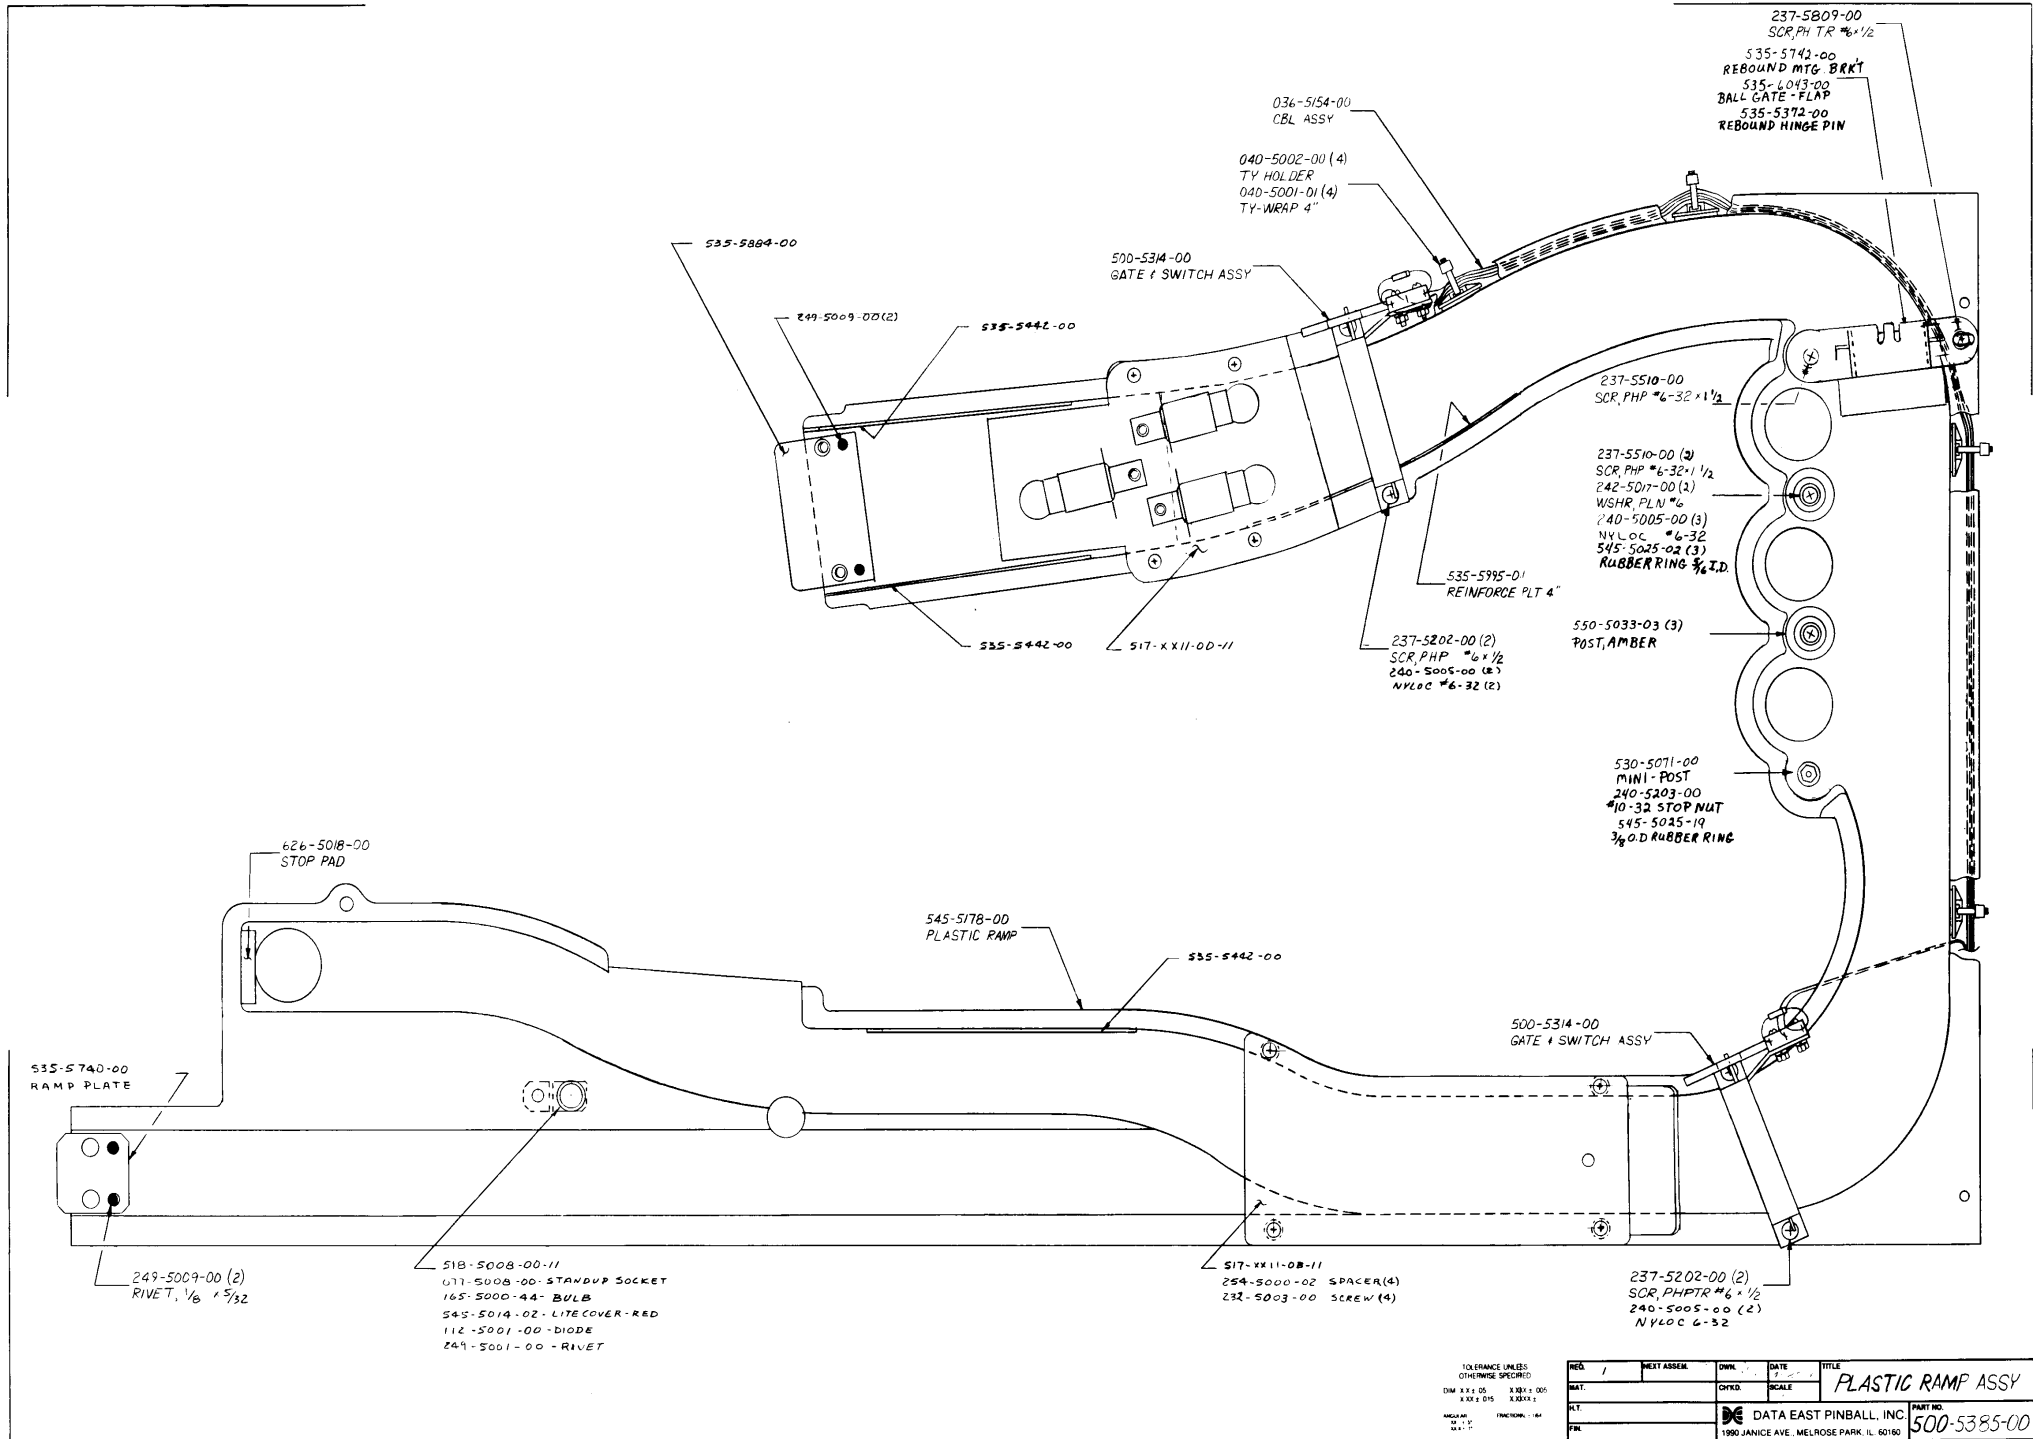 237-5809-00
SCR,PH TR #6×1/2
535-5742-00
REBOUND MTG. BRK'T
535-6043-00
BALL GATE-FLAP
535-5372-00
REBOUND HINGE PIN
036-5154-00
CBL ASSY
040-5002-00 (4)
TY HOLDER
040-5001-01 (4)
TY-WRAP 4"
535-5884-00
500-5314-00
GATE & SWITCH ASSY
249-5009-00(2)
535-5442-00
237-5510-00
SCR, PHP #6-32×1 1/2
237-5510-00 (2)
SCR, PHP #6-32×1 1/2
242-5017-00 (2)
WSHR, PLN #6
240-5005-00 (3)
NYLOC #6-32
545-5025-02 (3)
RUBBER RING 5/16 I.D.
535-5995-01
REINFORCE PLT 4"
535-5442-00
517-XX11-0D-11
237-5202-00 (2)
SCR, PHP #6×1/2
240-5005-00 (2)
NYLOC #6-32 (2)
550-5033-03 (3)
POST, AMBER
530-5071-00
MINI-POST
240-5203-00
#10-32 STOP NUT
545-5025-19
3/8 O.D RUBBER RING
626-5018-00
STOP PAD
545-5178-00
PLASTIC RAMP
535-5442-00
500-5314-00
GATE & SWITCH ASSY
535-5740-00
RAMP PLATE
249-5009-00 (2)
RIVET, 1/8 × 5/32
518-5008-00-11
077-5008-00-STANDUP SOCKET
165-5000-44-BULB
545-5014-02-LITE COVER-RED
112-5001-00-DIODE
249-5001-00-RIVET
517-XX11-0B-11
254-5000-02 SPACER(4)
232-5003-00 SCREW(4)
237-5202-00 (2)
SCR, PHPTR #6×1/2
240-5005-00 (2)
NYLOC 6-32
TOLERANCE UNLESS
OTHERWISE SPECIFIED
REQ. 1
NEXT ASSEM.
DWN.
DATE
TITLE
PLASTIC RAMP ASSY
MAT.
CH'KD.
SCALE
H.T.
FIN.
DATA EAST PINBALL, INC.
1990 JANICE AVE., MELROSE PARK, IL. 60160
PART NO.
500-5385-00